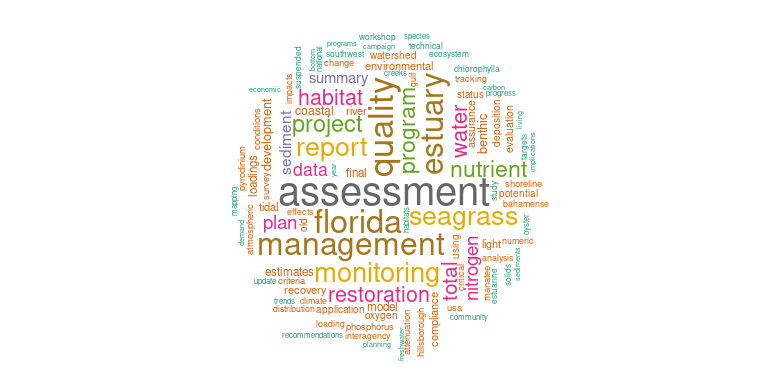 workshop
species
programs
campaign
technical
southwest
national
bottom
suspended
watershed
ecosystem
change
environmental
chlorophylla
creeks
gulf
tracking
summary
economic
impacts
habitat
quality
estuary
program
status
carbon
progress
coastal
river
water
assurance
deposition
living
project
conditions
development
benthic
evaluation
targets
implications
report
sediment
pyrodinium
loadings
survey
data
year
final
nutrient
assessment
study
shoreline
potential
bahamense
mapping
tidal
effects
florida
habitats
seagrass
oyster
demand
atmospheric
plan
old
management
using
nitrogen
light
numeric
analysis
estimates
monitoring
total
critical
manatee
estuarine
solids
sediments
update
criteria
recovery
restoration
trends
climate
distribution
application
model
oxygen
compliance
usa
community
loading
phosphorus
hillsborough
attenuation
freshwater
recommendations
interagency
planning